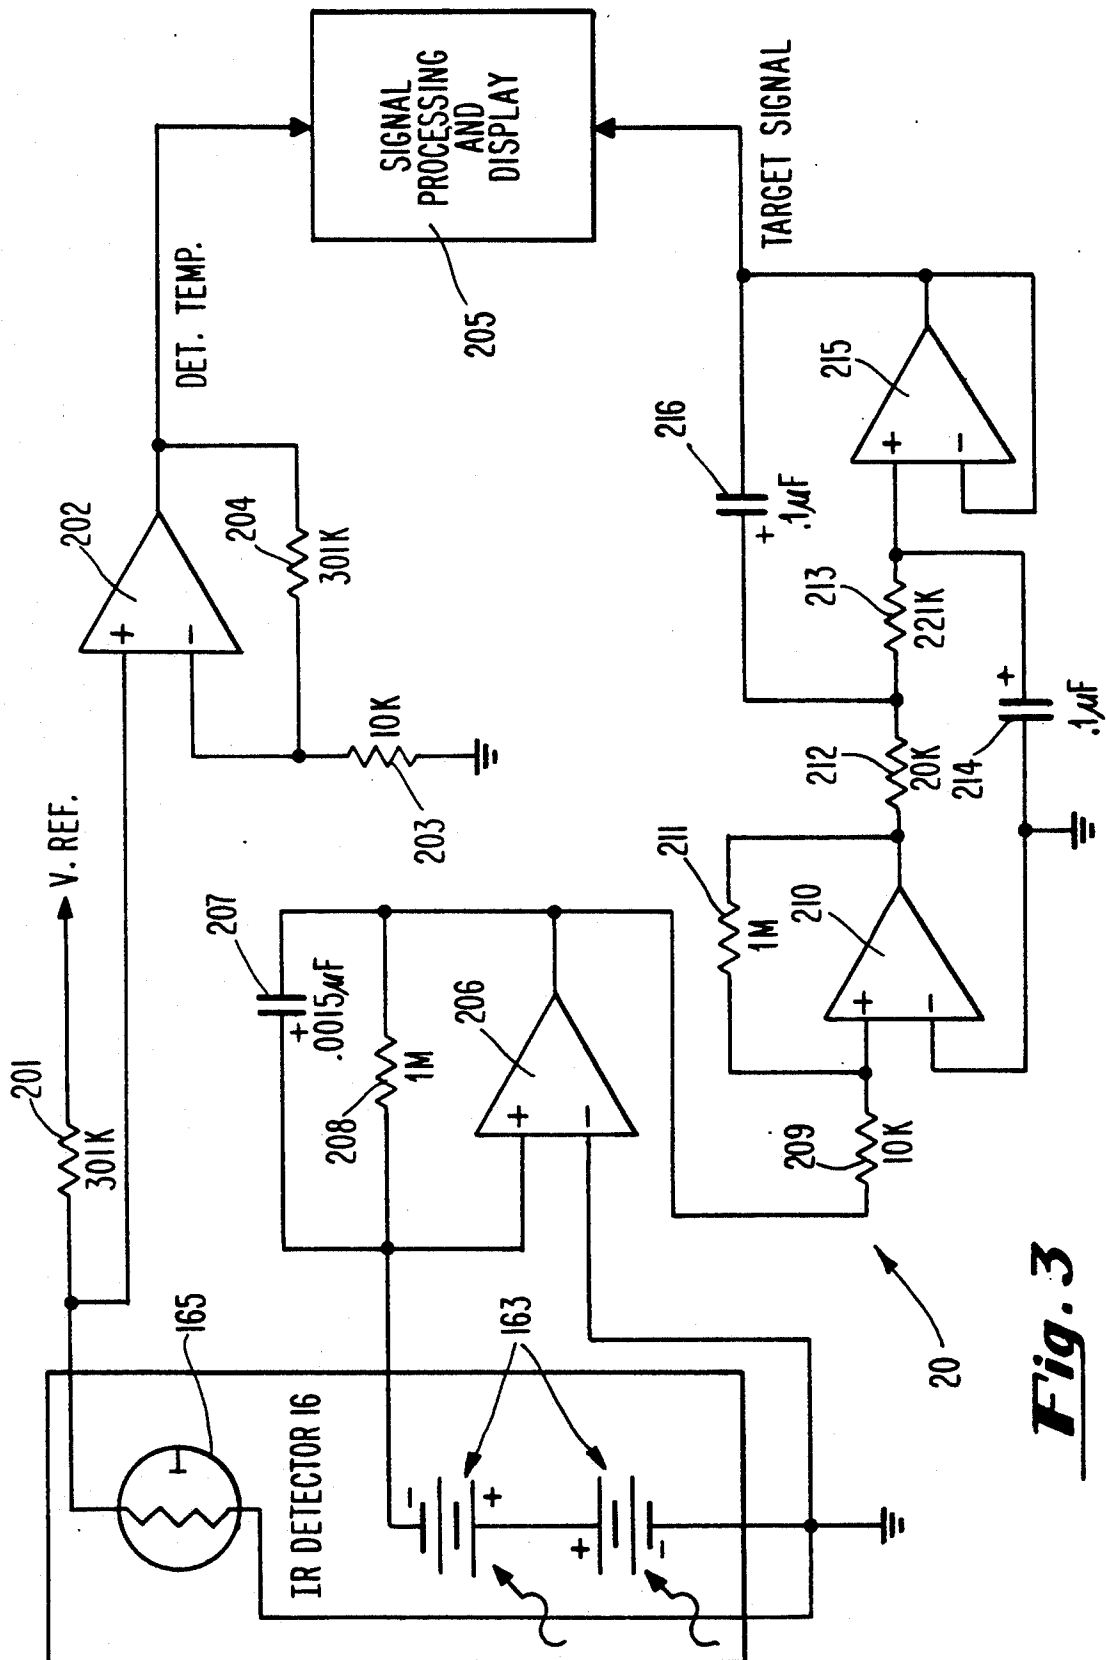 V. REF.
201
301K
202
+
−
204
301K
DET. TEMP.
10K
203
SIGNAL
PROCESSING
AND
DISPLAY
205
165
T
IR DETECTOR 16
207
+
.0015µF
208
1M
206
+
−
163
−
+
+
−
209
10K
211
1M
210
+
−
212
20K
213
221K
214
+
.1µF
216
+
.1µF
215
+
−
TARGET SIGNAL
20
Fig. 3